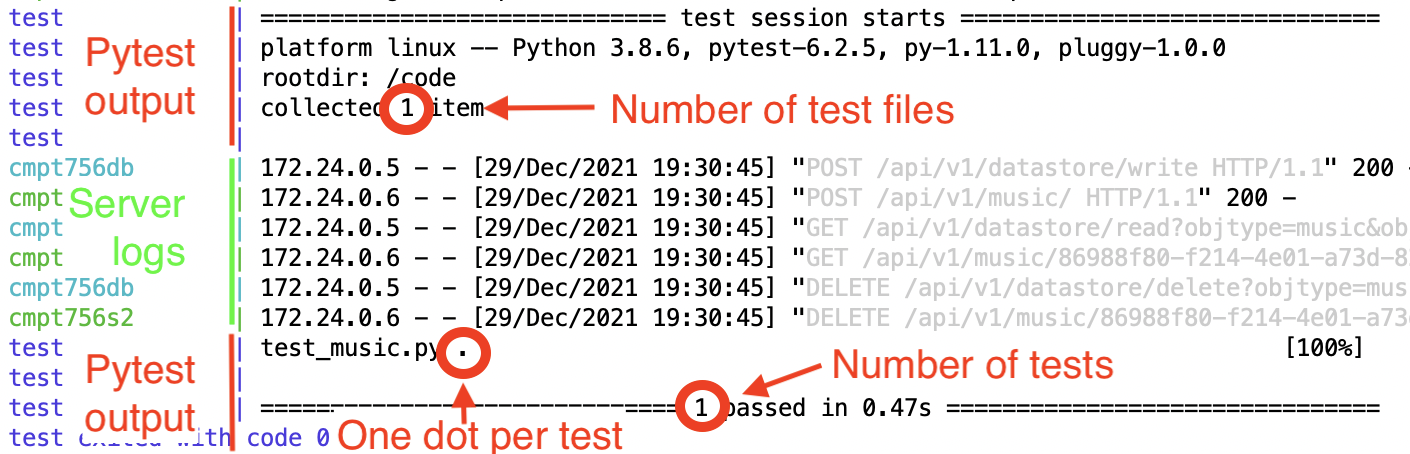 test | ============================= test session starts ==============================
test | platform linux -- Python 3.8.6, pytest-6.2.5, py-1.11.0, pluggy-1.0.0
Pytest output
test | rootdir: /code
test | collected 1 item
Number of test files
test |
cmpt756db | 172.24.0.5 - - [29/Dec/2021 19:30:45] "POST /api/v1/datastore/write HTTP/1.1" 200 -
cmpt | 172.24.0.6 - - [29/Dec/2021 19:30:45] "POST /api/v1/music/ HTTP/1.1" 200 -
Server logs
cmpt | 172.24.0.5 - - [29/Dec/2021 19:30:45] "GET /api/v1/datastore/read?objtype=music&ob
cmpt | 172.24.0.6 - - [29/Dec/2021 19:30:45] "GET /api/v1/music/86988f80-f214-4e01-a73d-8
cmpt756db | 172.24.0.5 - - [29/Dec/2021 19:30:45] "DELETE /api/v1/datastore/delete?objtype=mus
cmpt756s2 | 172.24.0.6 - - [29/Dec/2021 19:30:45] "DELETE /api/v1/music/86988f80-f214-4e01-a73
test | test_music.py . [100%]
Pytest output
test |
Number of tests
test | ===== ==== 1 passed in 0.47s ===============================
test exited with code 0
One dot per test